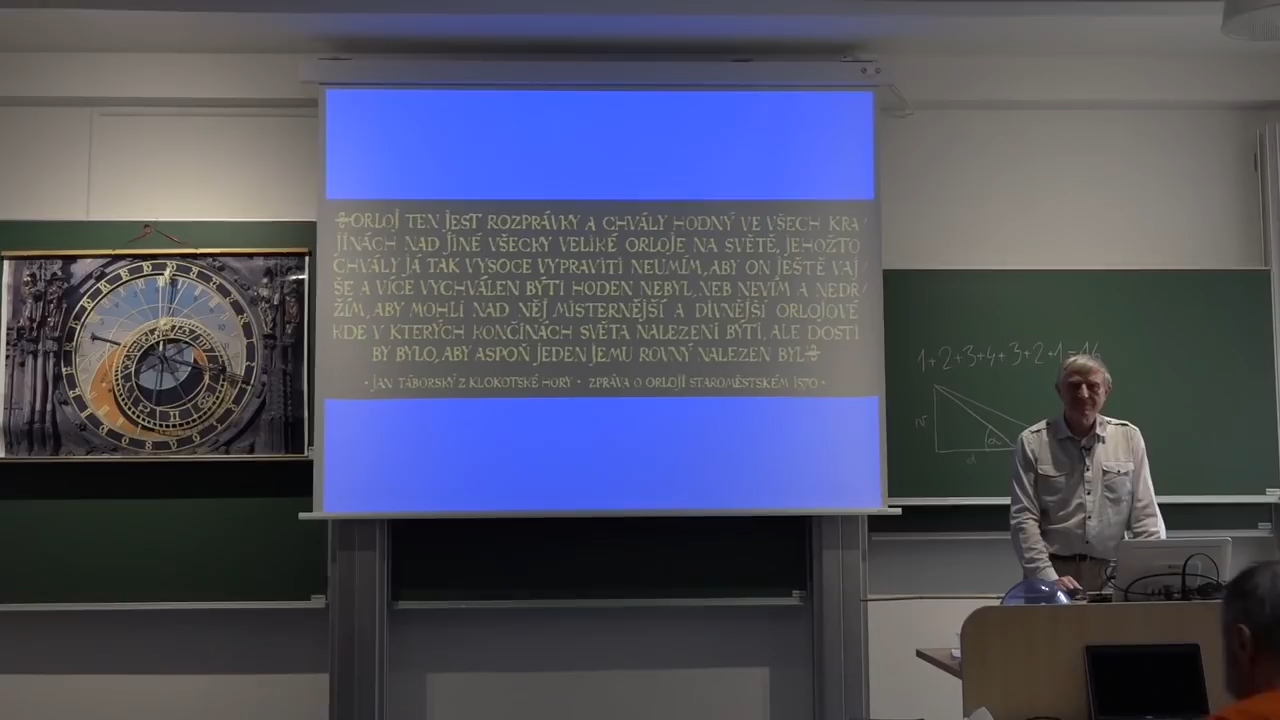 ORLOJ TEN JEST ROZPRÁVKY A CHVÁLY HODNÝ VE VŠECH KRA/
JINÁCH NAD JINÉ VŠECKY VELIKÉ ORLOJE NA SVĚTĚ, JEHOŽTO
CHVÁLY JÁ TAK VYSOCE VYPRAVITI NEUMÍM, ABY ON JEŠTĚ VAJ/
ŠE A VÍCE VYCHVÁLEN BÝTI HODEN NEBYL, NEB NEVÍM A NEDR/
ŽÍM, ABY MOHLI NAD NĚJ MISTERNĚJŠÍ A DIVNĚJŠÍ ORLOJOVÉ
KDE V KTERÝCH KONČINÁCH SVĚTA NALEZENI BÝTI, ALE DOSTI
BY BYLO, ABY ASPOŇ JEDEN JEMU ROVNÝ NALEZEN BYL
· JAN TÁBORSKÝ Z KLOKOTSKÉ HORY · ZPRÁVA O ORLOJI STAROMĚSTSKÉM 1570 ·
1+2+3+4+3+2+1=16
α
d